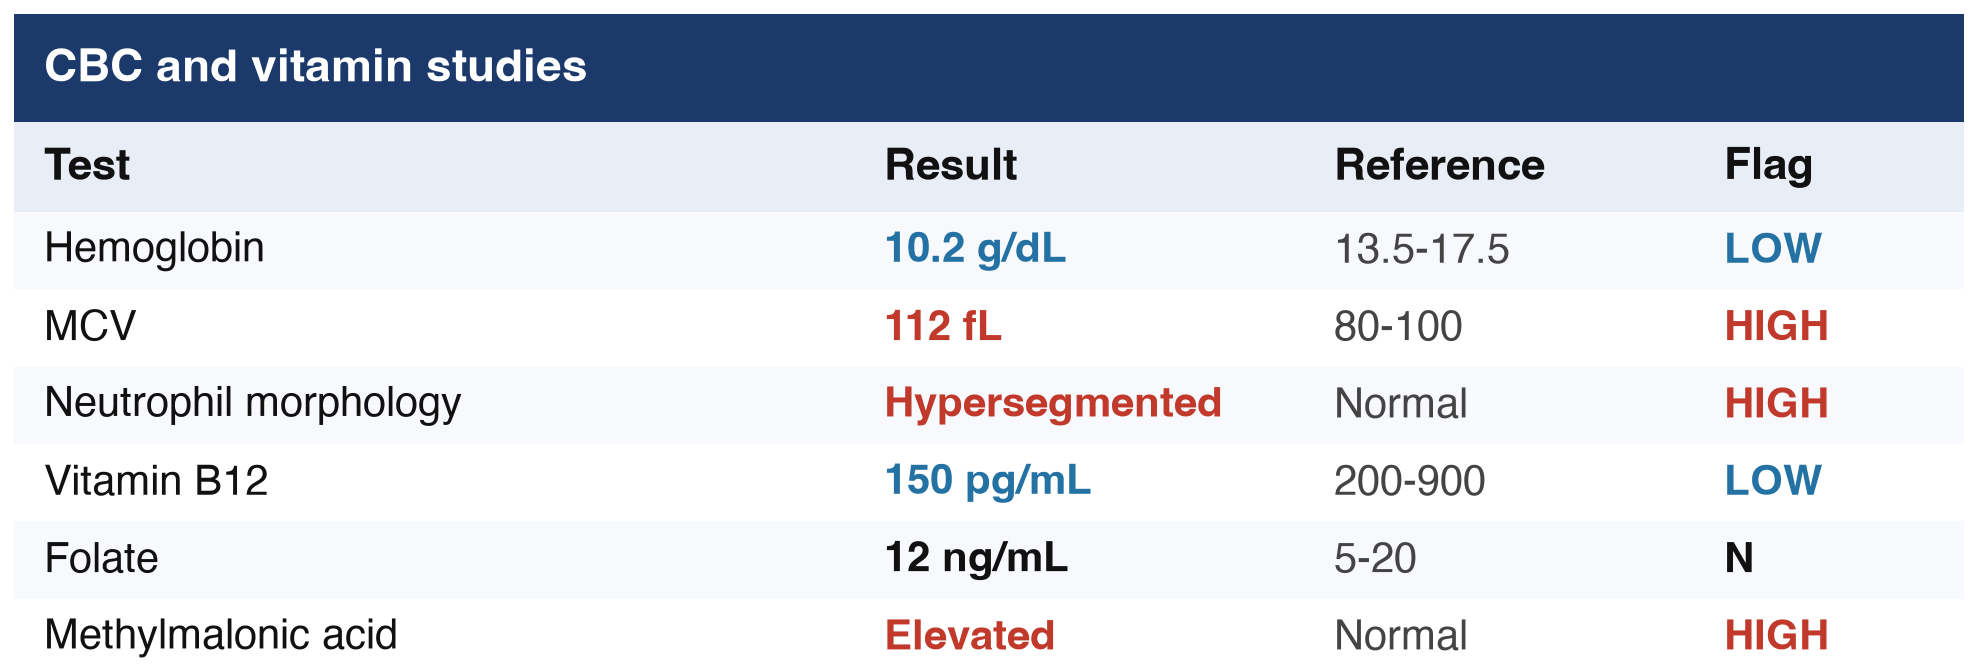 CBC and vitamin studies
Test Result Reference Flag
Hemoglobin 10.2 g/dL 13.5-17.5 LOW
MCV 112 fL 80-100 HIGH
Neutrophil morphology Hypersegmented Normal HIGH
Vitamin B12 150 pg/mL 200-900 LOW
Folate 12 ng/mL 5-20 N
Methylmalonic acid Elevated Normal HIGH